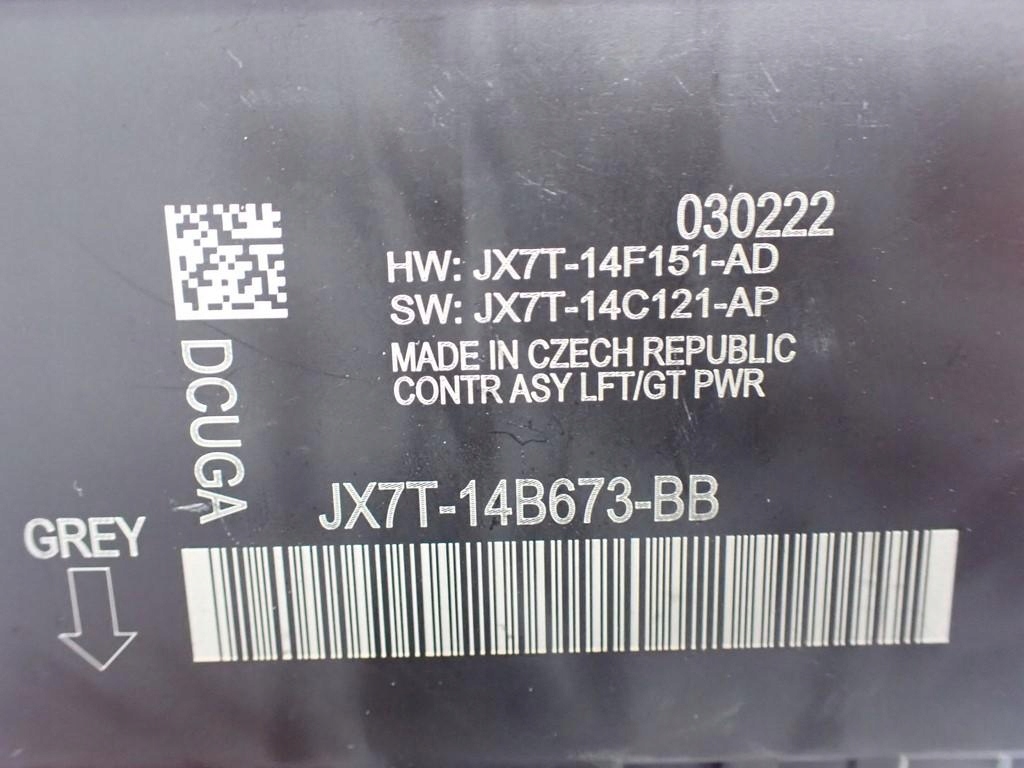 030222
HW: JX7T-14F151-AD
SW: JX7T-14C121-AP
MADE IN CZECH REPUBLIC
CONTR ASY LFT/GT PWR
DCUGA
JX7T-14B673-BB
GREY